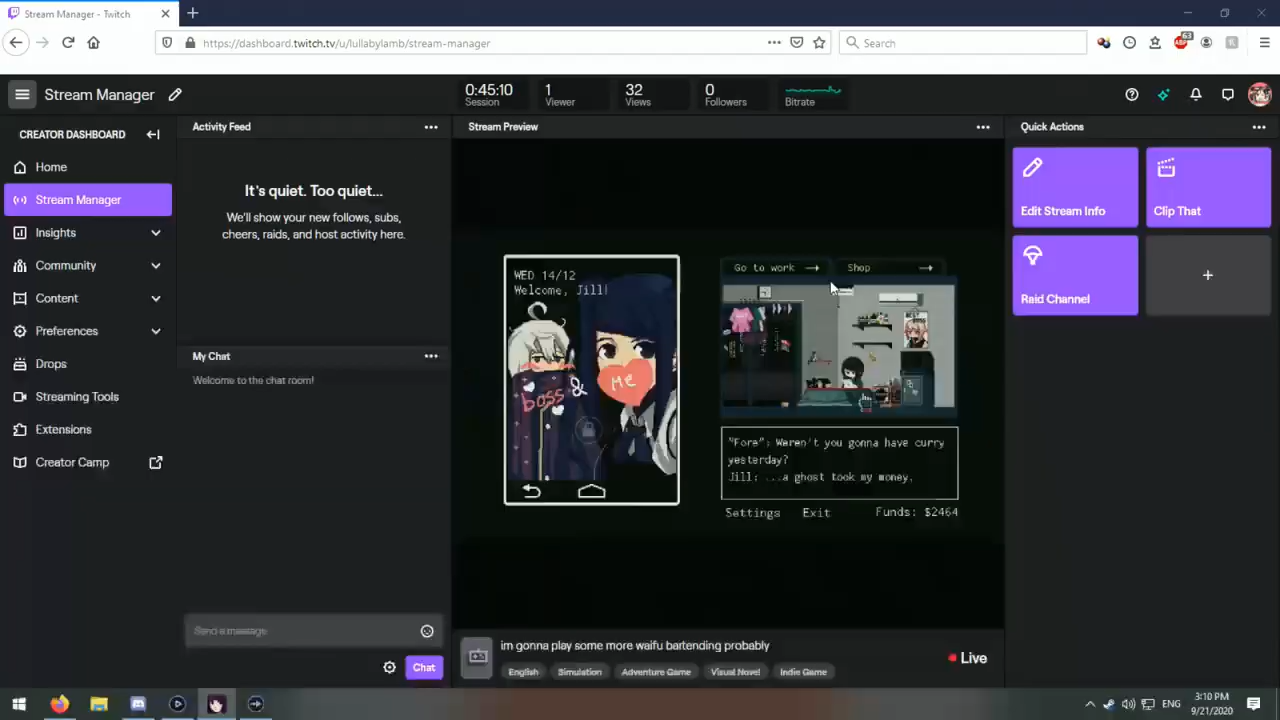 Stream Manager - Twitch
https://dashboard.twitch.tv/u/lullabylamb/stream-manager
Search
63
Stream Manager
0:45:10
Session
1
Viewer
32
Views
0
Followers
Bitrate
CREATOR DASHBOARD
Home
Stream Manager
Insights
Community
Content
Preferences
Drops
Streaming Tools
Extensions
Creator Camp
Activity Feed
It's quiet. Too quiet...
We'll show your new follows, subs,
cheers, raids, and host activity here.
My Chat
Welcome to the chat room!
Send a message
Chat
Stream Preview
WED 14/12
Welcome, Jill!
boss
&
ME
Go to work
Shop
"Fore": Weren't you gonna have curry
yesterday?
Jill: ...a ghost took my money.
Settings
Exit
Funds: $2464
im gonna play some more waifu bartending probably
English
Simulation
Adventure Game
Visual Novel
Indie Game
Live
Quick Actions
Edit Stream Info
Clip That
Raid Channel
ENG
3:10 PM
9/21/2020